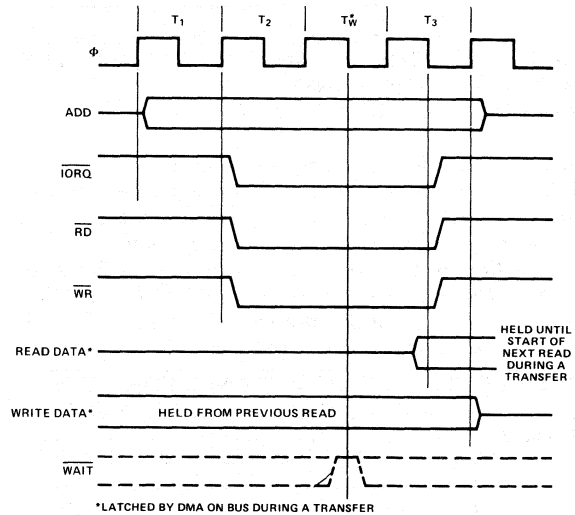 T1 T2 TW* T3
Φ
ADD
IORQ
RD
WR
READ DATA*
HELD UNTIL
START OF
NEXT READ
DURING A
TRANSFER
WRITE DATA*
HELD FROM PREVIOUS READ
WAIT
*LATCHED BY DMA ON BUS DURING A TRANSFER